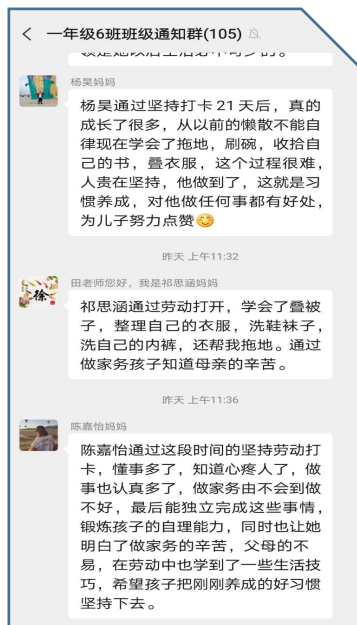 一年级6班班级通知群(105)
杨昊妈妈
杨昊通过坚持打卡 21 天后，真的
成长了很多，从以前的懒散不能自
律现在学会了拖地，刷碗，收拾自
己的书，叠衣服，这个过程很难，
人贵在坚持，他做到了，这就是习
惯养成，对他做任何事都有好处，
为儿子努力点赞😊
昨天 上午11:32
田老师您好，我是祁思涵妈妈
徐
祁思涵通过劳动打开，学会了叠被
子，整理自己的衣服，洗鞋袜子，
洗自己的内裤，还帮我拖地。通过
做家务孩子知道母亲的辛苦。
昨天 上午11:36
陈嘉怡妈妈
陈嘉怡通过这段时间的坚持劳动打
卡，懂事多了，知道心疼人了，做
事也认真多了，做家务由不会到做
不好，最后能独立完成这些事情，
锻炼孩子的自理能力，同时也让她
明白了做家务的辛苦，父母的不
易，在劳动中也学到了一些生活技
巧，希望孩子把刚刚养成的好习惯
坚持下去。